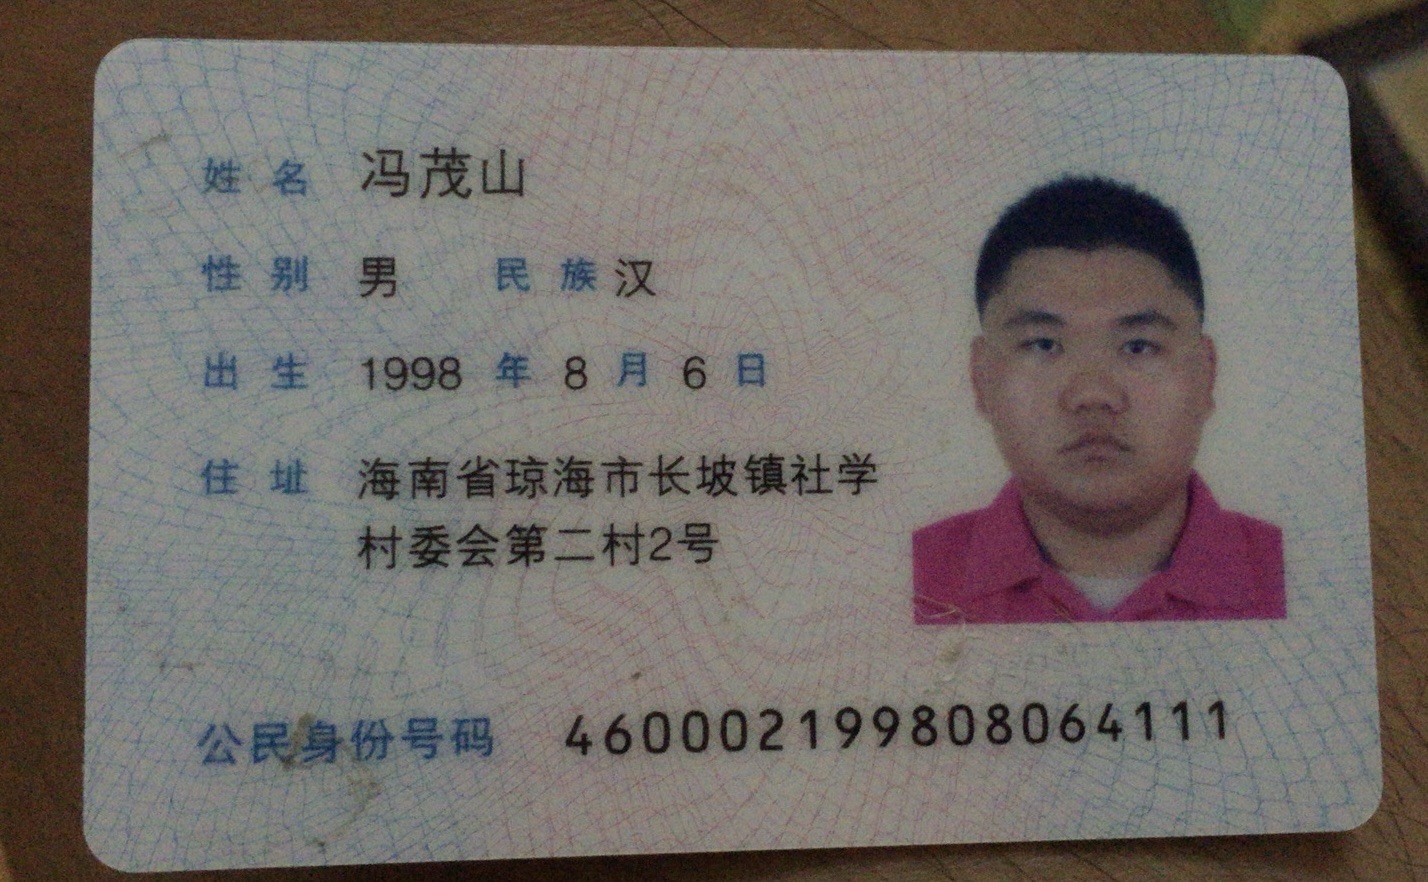 姓名 冯茂山
性别 男 民族 汉
出生 1998 年 8 月 6 日
住址 海南省琼海市长坡镇社学
村委会第二村2号
公民身份号码 460002199808064111